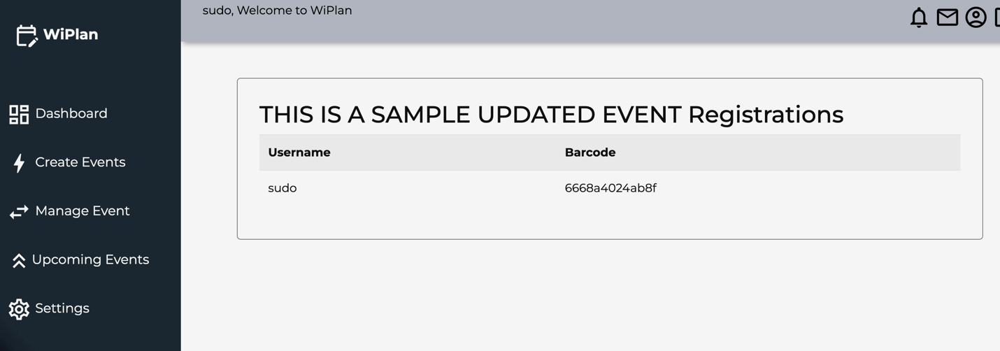 sudo, Welcome to WiPlan
WiPlan
Dashboard
Create Events
Manage Event
Upcoming Events
Settings
THIS IS A SAMPLE UPDATED EVENT Registrations
Username Barcode
sudo 6668a4024ab8f